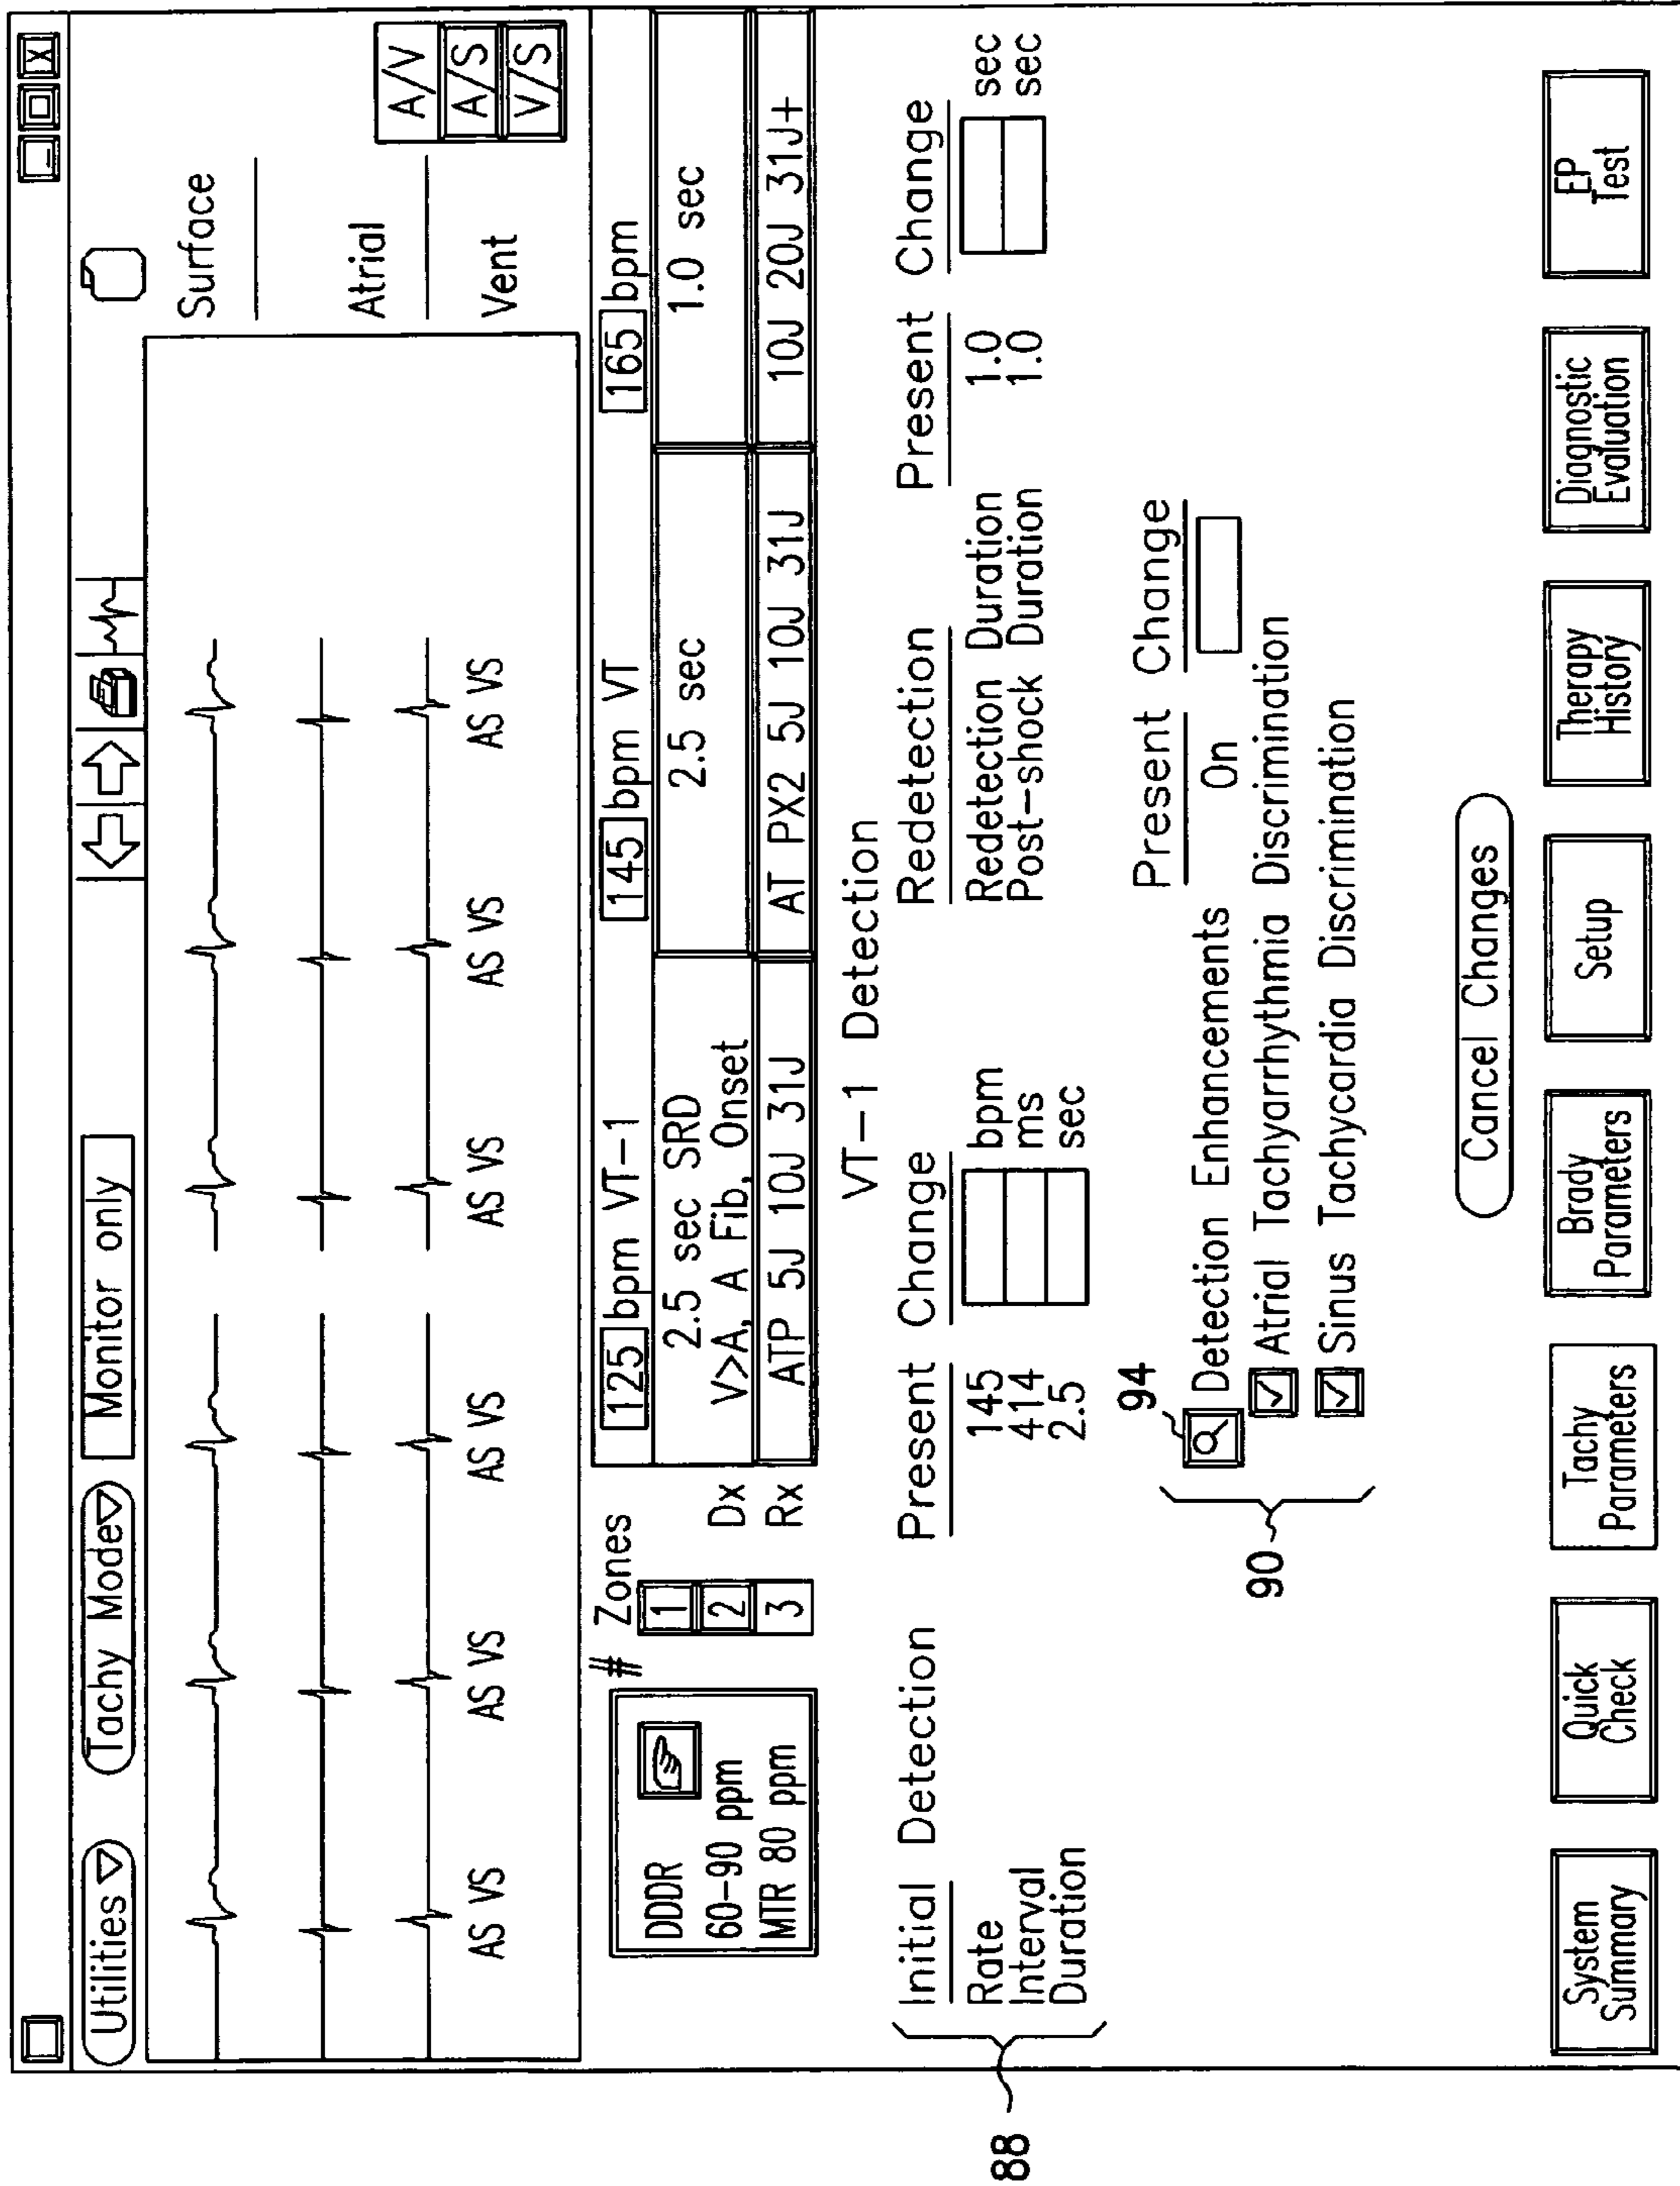 X
Utilities Tachy Mode Monitor only
Surface
Atrial
Vent
A/V
A/S
V/S
AS VS AS VS AS VS AS VS AS VS AS VS
DDDR
60-90 ppm
MTR 80 ppm
# Zones
1
2
3
Dx
Rx
125 bpm VT-1 145 bpm VT 165 bpm
2.5 sec SRD 2.5 sec 1.0 sec
V>A, A Fib, Onset
ATP 5J 10J 31J AT PX2 5J 10J 31J 10J 20J 31J+
VT-1 Detection
Initial Detection Present Change Redetection Present Change
Rate 145 bpm Redetection Duration 1.0 sec
Interval 414 ms Post-shock Duration 1.0 sec
Duration 2.5 sec
88
94
90
Present Change
Detection Enhancements On
Atrial Tachyarrhythmia Discrimination
Sinus Tachycardia Discrimination
Cancel Changes
System Summary
Quick Check
Tachy Parameters
Brady Parameters
Setup
Therapy History
Diagnostic Evaluation
EP Test